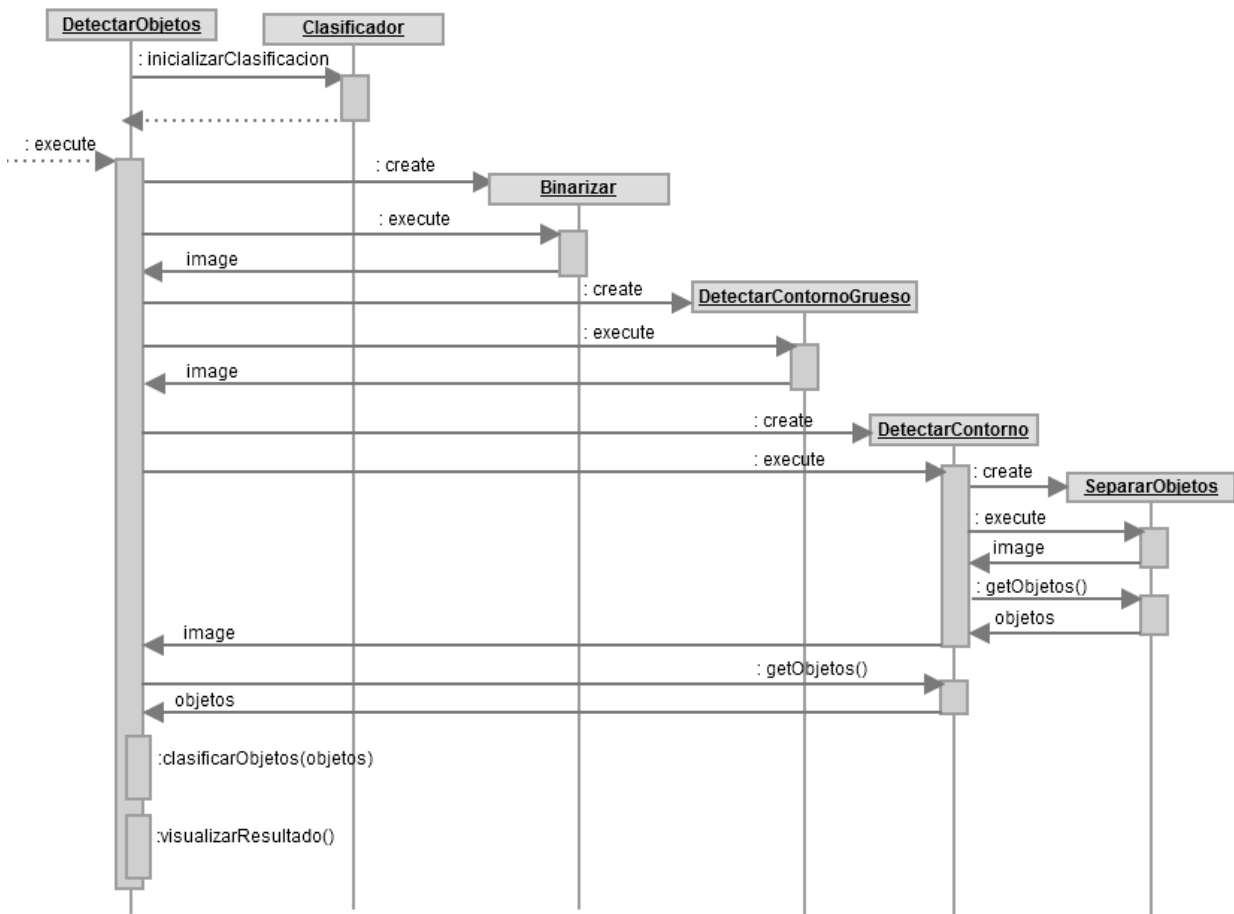 DetectarObjetos
Clasificador
: inicializarClasificacion
: execute
: create
Binarizar
: execute
image
: create
DetectarContornoGrueso
: execute
image
: create
DetectarContorno
: execute
: create
SepararObjetos
: execute
image
: getObjetos()
objetos
image
: getObjetos()
objetos
:clasificarObjetos(objetos)
:visualizarResultado()